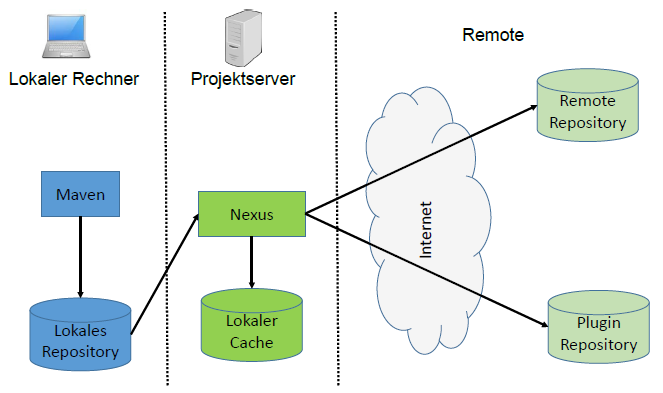 Lokaler Rechner
Projektserver
Remote
Remote
Repository
Maven
Nexus
Internet
Lokales
Repository
Lokaler
Cache
Plugin
Repository